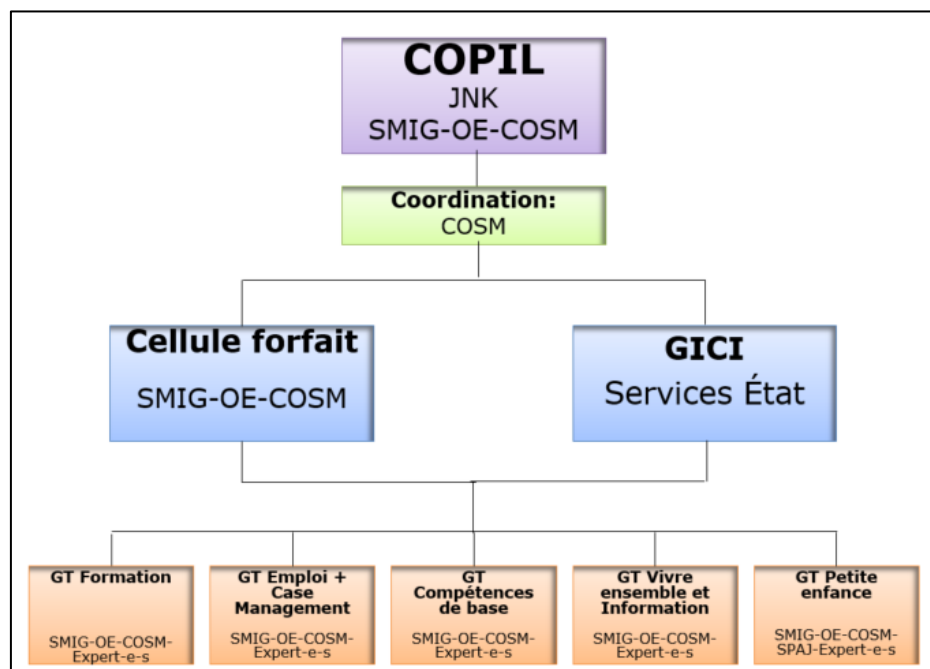 COPIL
JNK
SMIG-OE-COSM
Coordination:
COSM
Cellule forfait
SMIG-OE-COSM
GICI
Services État
GT Formation
SMIG-OE-COSM-
Expert-e-s
GT Emploi +
Case
Management
SMIG-OE-COSM-
Expert-e-s
GT
Compétences
de base
SMIG-OE-COSM-
Expert-e-s
GT Vivre
ensemble et
Information
SMIG-OE-COSM-
Expert-e-s
GT Petite
enfance
SMIG-OE-COSM-
SPAJ-Expert-e-s